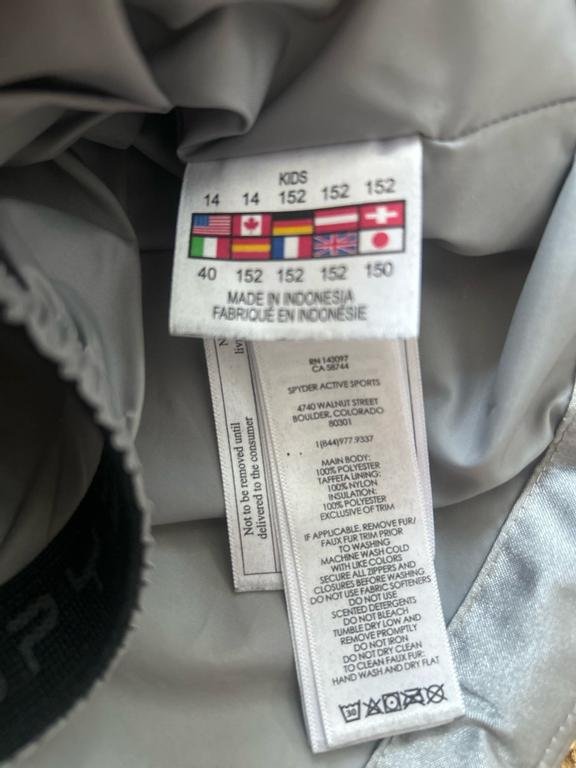 KIDS
14 14 152 152 152
40 152 152 152 150
MADE IN INDONESIA
FABRIQUÉ EN INDONÉSIE
Not to be removed until
delivered to the consumer
RN 143097
CA 58744
SPYDER ACTIVE SPORTS
4740 WALNUT STREET
BOULDER, COLORADO
80301
1(844)977.9337
MAIN BODY:
100% POLYESTER
TAFFETA LINING:
100% NYLON
INSULATION:
100% POLYESTER
EXCLUSIVE OF TRIM
IF APPLICABLE, REMOVE FUR/
FAUX FUR TRIM PRIOR
TO WASHING
MACHINE WASH COLD
WITH LIKE COLORS
SECURE ALL ZIPPERS AND
CLOSURES BEFORE WASHING
DO NOT USE FABRIC SOFTENERS
DO NOT USE
SCENTED DETERGENTS
DO NOT BLEACH
TUMBLE DRY LOW AND
REMOVE PROMPTLY
DO NOT IRON
DO NOT DRY CLEAN
TO CLEAN FAUX FUR:
HAND WASH AND DRY FLAT
30